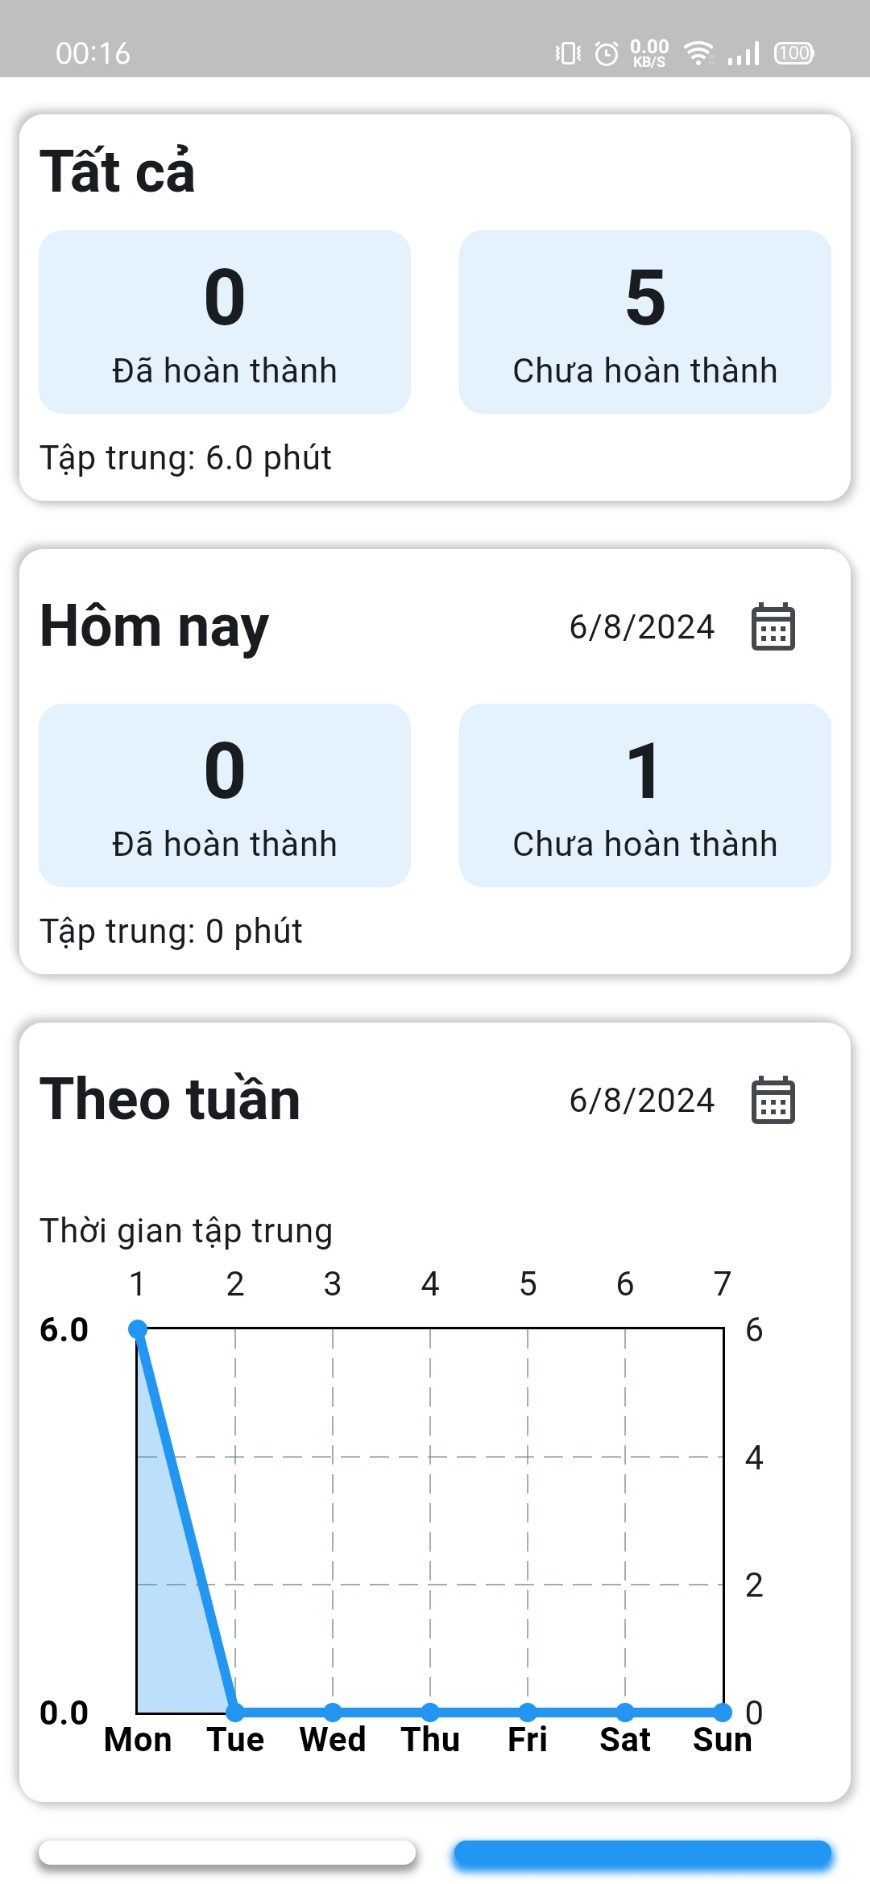 00:16 0.00 KB/S 100
Tất cả
0 5
Đã hoàn thành Chưa hoàn thành
Tập trung: 6.0 phút
Hôm nay 6/8/2024
0 1
Đã hoàn thành Chưa hoàn thành
Tập trung: 0 phút
Theo tuần 6/8/2024
Thời gian tập trung
1 2 3 4 5 6 7
6.0 6
4
2
0.0 0
Mon Tue Wed Thu Fri Sat Sun